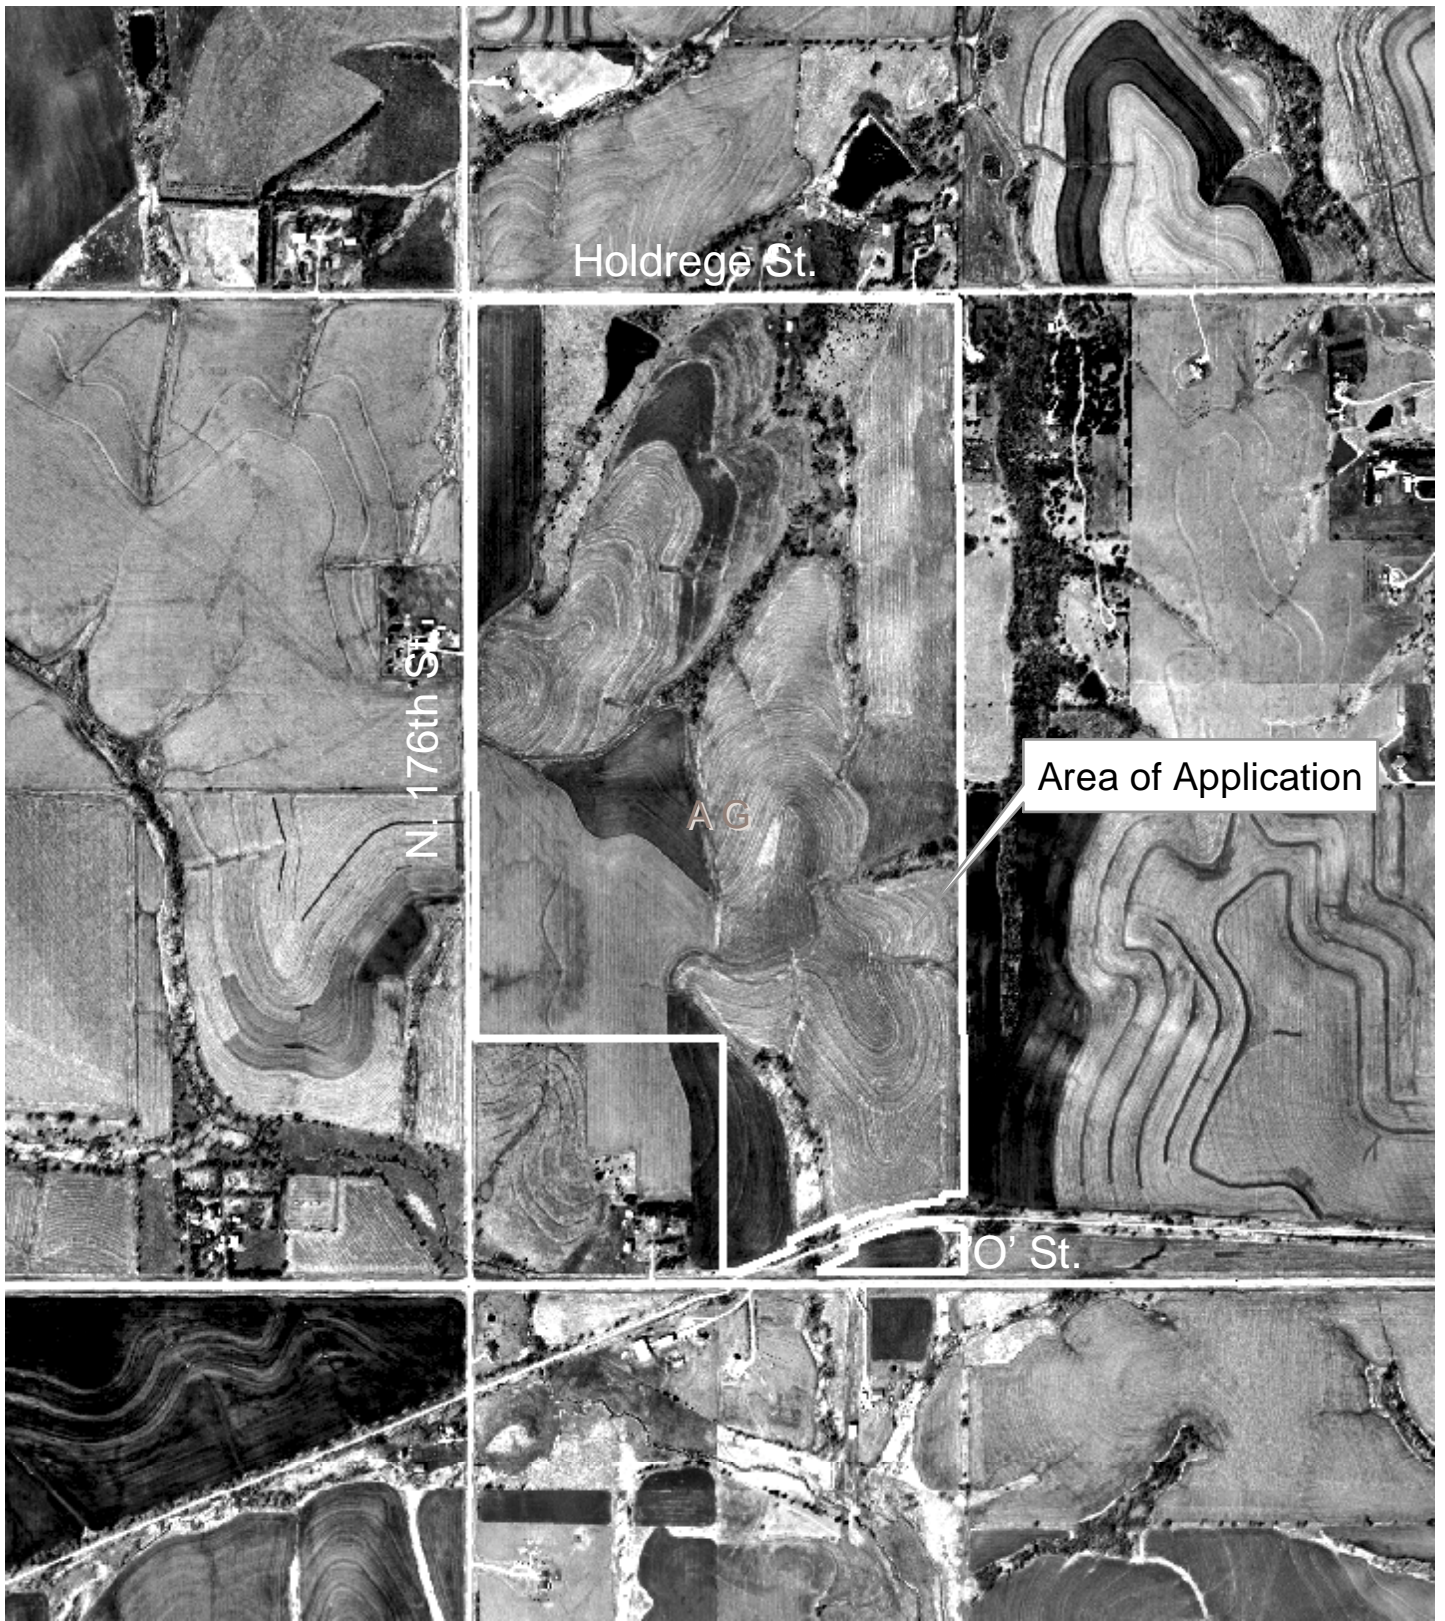 Holdrege St.
N. 176th St.
Area of Application
A G
'O' St.